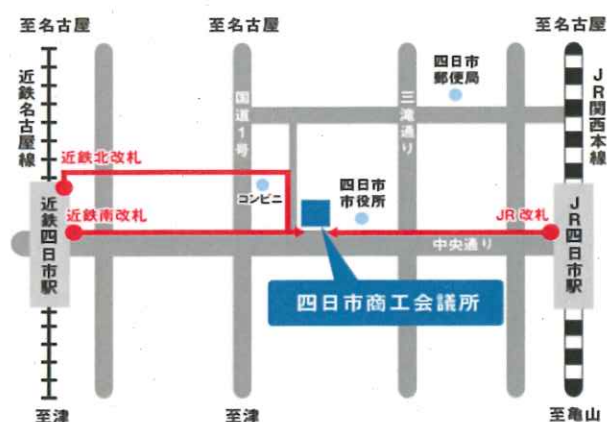 至名古屋
至名古屋
至名古屋
近鉄名古屋線
国道1号
三滝通り
四日市
郵便局
JR関西本線
近鉄北改札
コンビニ
四日市
市役所
近鉄南改札
JR改札
近鉄四日市駅
中央通り
JR四日市駅
四日市商工会議所
至津
至津
至亀山